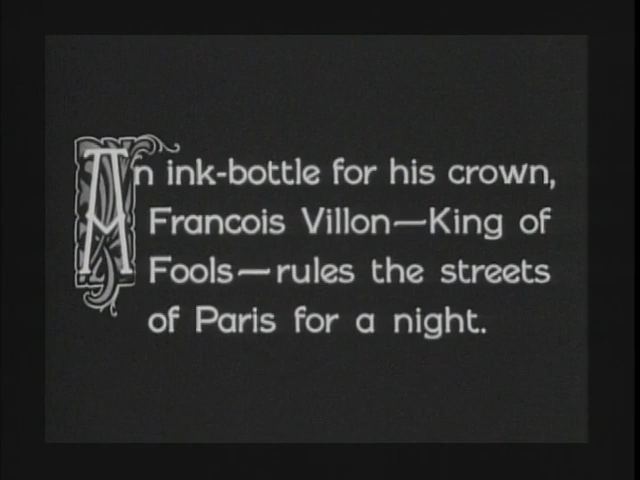 An ink-bottle for his crown,
Francois Villon—King of
Fools—rules the streets
of Paris for a night.